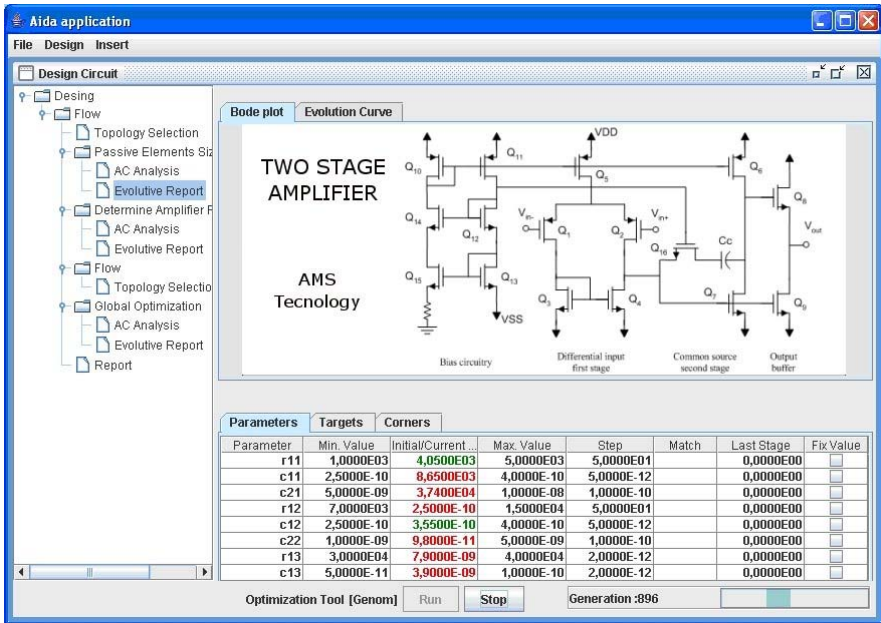 Aida application
File Design Insert
Design Circuit
Desing
Flow
Topology Selection
Passive Elements Siz
AC Analysis
Evolutive Report
Determine Amplifier F
AC Analysis
Evolutive Report
Flow
Topology Selectio
Global Optimization
AC Analysis
Evolutive Report
Report
Bode plot Evolution Curve
TWO STAGE
AMPLIFIER
AMS
Tecnology
Q10 Q11 VDD Q5 Q6 Q8
Q14 Q12 Vin- Q1 Q2 Vin+ Q16 Cc Vout
Q15 Q13 Q3 Q4 Q7 Q9
VSS
Bias circuitry
Differential input
first stage
Common source
second stage
Output
buffer
Parameters Targets Corners
Parameter Min. Value Initial/Current ... Max. Value Step Match Last Stage Fix Value
r11 1,0000E03 4,0500E03 5,0000E03 5,0000E01 0,0000E00
c11 2,5000E-10 8,6500E03 4,0000E-10 5,0000E-12 0,0000E00
c21 5,0000E-09 3,7400E04 1,0000E-08 1,0000E-10 0,0000E00
r12 7,0000E03 2,5000E-10 1,5000E04 5,0000E01 0,0000E00
c12 2,5000E-10 3,5500E-10 4,0000E-10 5,0000E-12 0,0000E00
c22 1,0000E-09 9,8000E-11 5,0000E-09 1,0000E-10 0,0000E00
r13 3,0000E04 7,9000E-09 4,0000E04 2,0000E-12 0,0000E00
c13 5,0000E-11 3,9000E-09 1,0000E-10 2,0000E-12 0,0000E00
Optimization Tool [Genom] Run Stop Generation :896